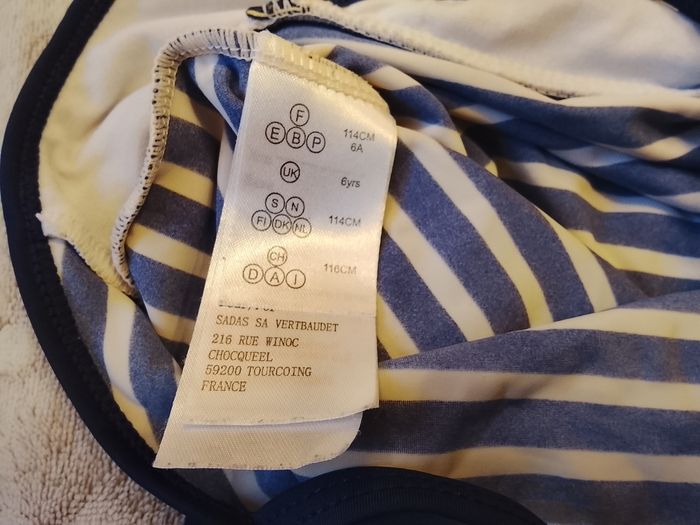 F
E B P 114CM
6A
UK 6yrs
S N
FI DK NL 114CM
CH
D A I 116CM
SADAS SA VERTBAUDET
216 RUE WINOC
CHOCQUEEL
59200 TOURCOING
FRANCE